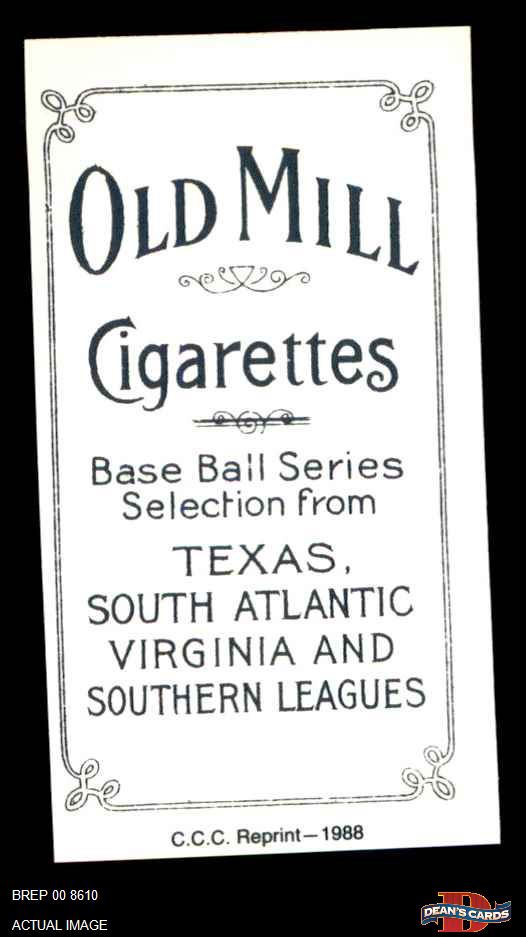 OLD MILL
Cigarettes
Base Ball Series
Selection from
TEXAS,
SOUTH ATLANTIC
VIRGINIA AND
SOUTHERN LEAGUES
C.C.C. Reprint—1988
BREP 00 8610
ACTUAL IMAGE
D
DEAN'S CARDS